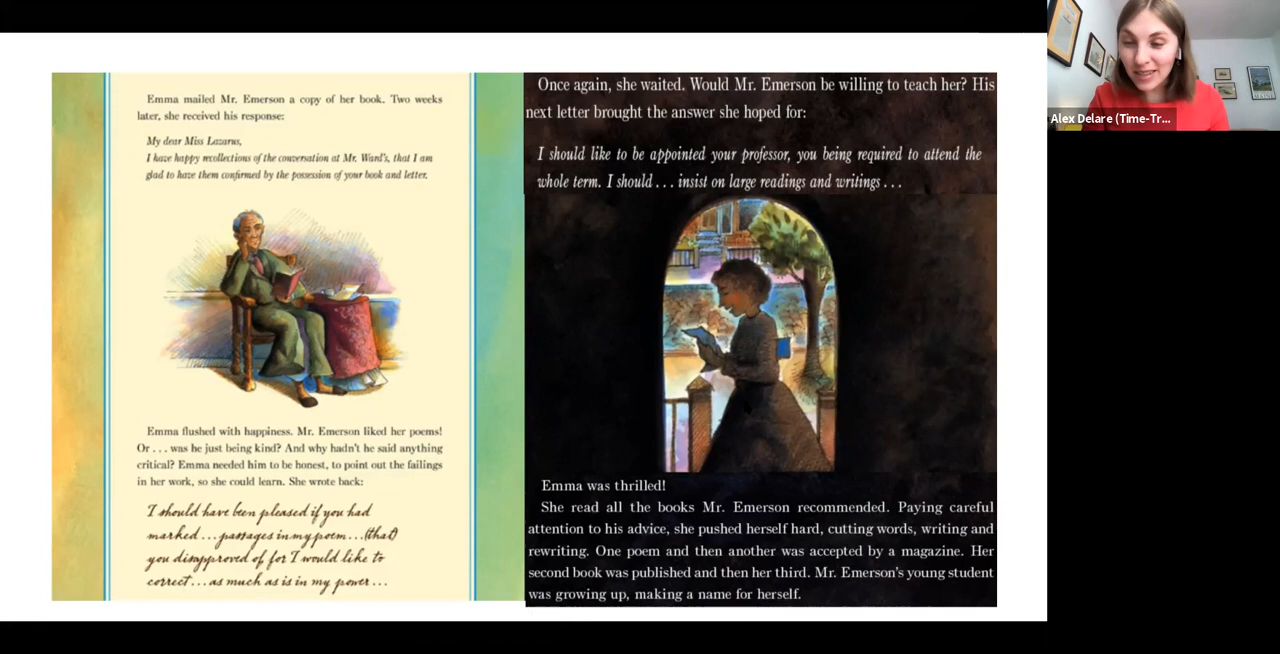 Emma mailed Mr. Emerson a copy of her book. Two weeks
later, she received his response:
My dear Miss Lazarus,
I have happy recollections of the conversation at Mr. Ward's, that I am
glad to have them confirmed by the possession of your book and letter.
Emma flushed with happiness. Mr. Emerson liked her poems!
Or . . . was he just being kind? And why hadn't he said anything
critical? Emma needed him to be honest, to point out the failings
in her work, so she could learn. She wrote back:
I should have been pleased if you had
marked . . . passages in my poem . . . (that)
you disapproved of for I would like to
correct . . . as much as is in my power . . .
Once again, she waited. Would Mr. Emerson be willing to teach her? His
next letter brought the answer she hoped for:
I should like to be appointed your professor, you being required to attend the
whole term. I should . . . insist on large readings and writings . . .
Emma was thrilled!
She read all the books Mr. Emerson recommended. Paying careful
attention to his advice, she pushed herself hard, cutting words, writing and
rewriting. One poem and then another was accepted by a magazine. Her
second book was published and then her third. Mr. Emerson's young student
was growing up, making a name for herself.
Alex Delare (Time-Tr...